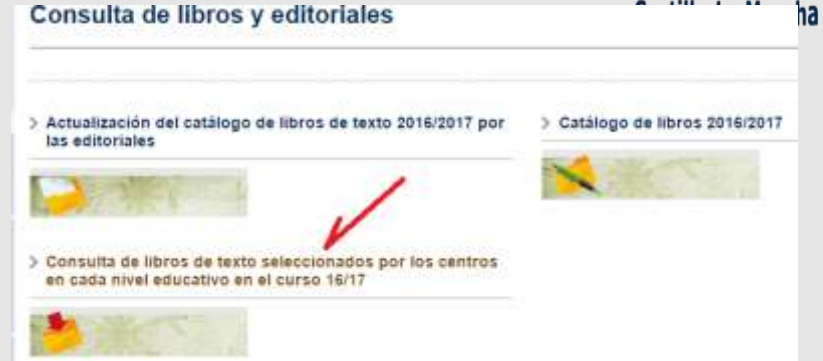 Consulta de libros y editoriales
ha
Actualización del catálogo de libros de texto 2016/2017 por
las editoriales
Catálogo de libros 2016/2017
Consulta de libros de texto seleccionados por los centros
en cada nivel educativo en el curso 16/17